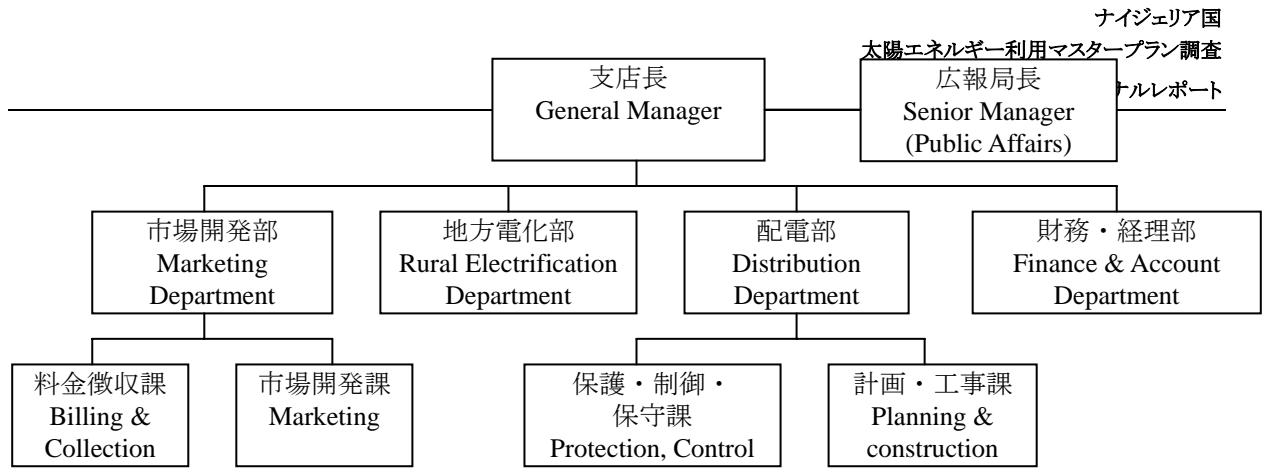 ナイジェリア国
太陽エネルギー利用マスタープラン調査
ナルレポート
支店長
General Manager
広報局長
Senior Manager
(Public Affairs)
市場開発部
Marketing
Department
地方電化部
Rural Electrification
Department
配電部
Distribution
Department
財務・経理部
Finance & Account
Department
料金徴収課
Billing &
Collection
市場開発課
Marketing
保護・制御・
保守課
Protection, Control
計画・工事課
Planning &
construction